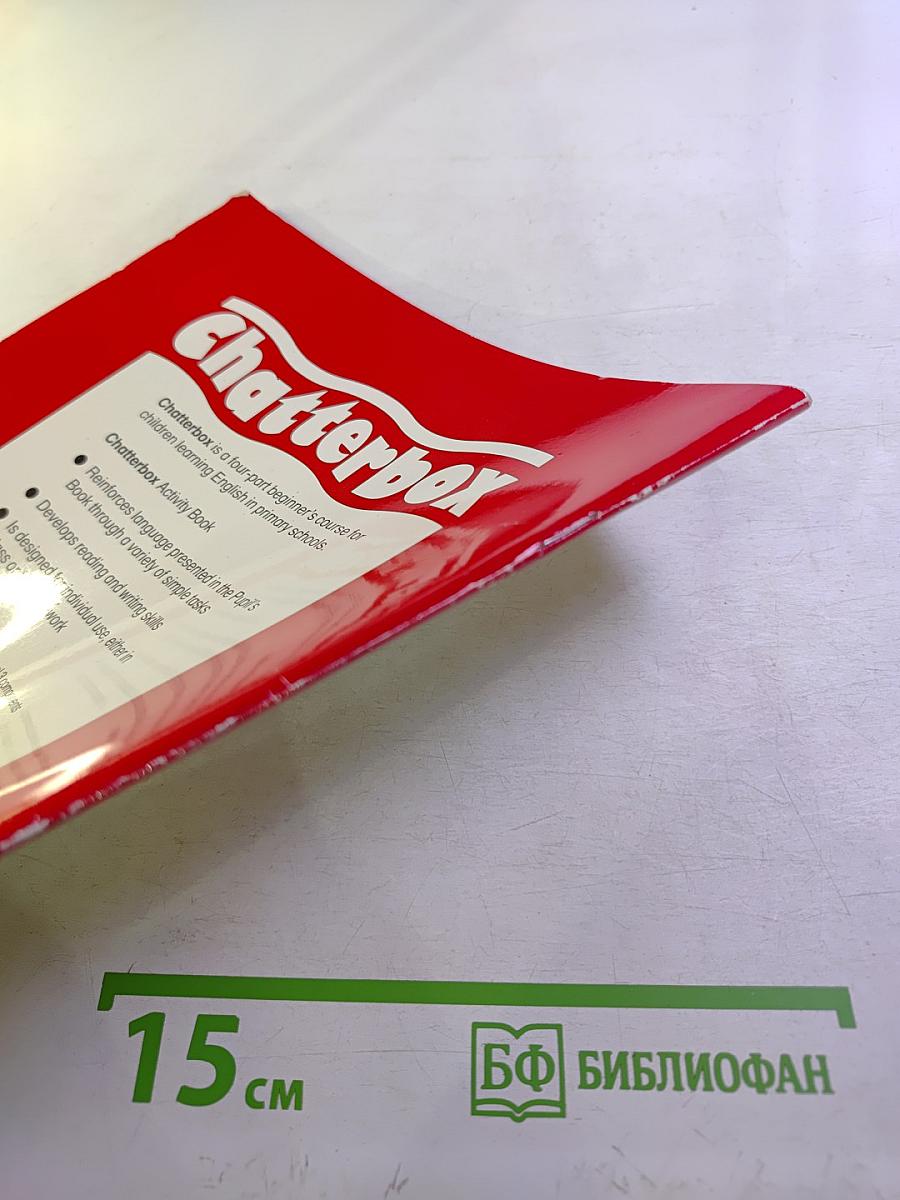 Chatterbox
Chatterbox is a four-part beginner's course for
children learning English in primary schools.
Chatterbox Activity Book
● Reinforces language presented in the Pupil's
Book through a variety of simple tasks
● Develops reading and writing skills
● Is designed for individual use, either in
work
15 см
БФ БИБЛИОФАН